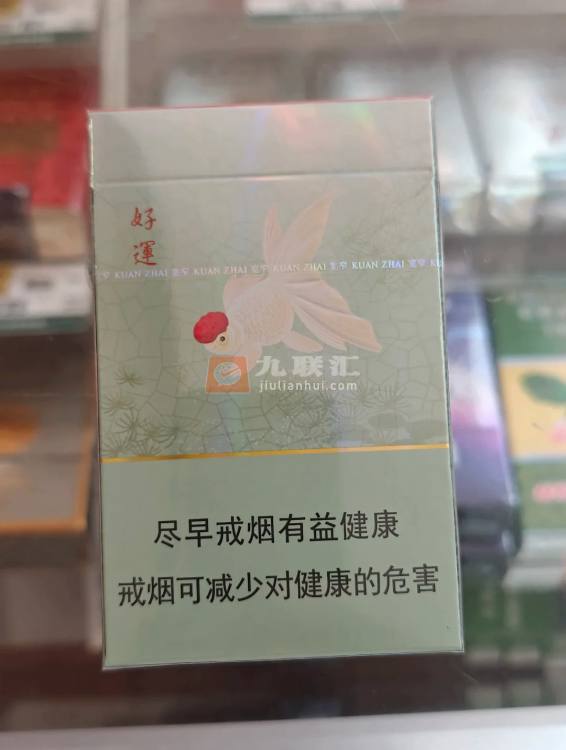 好
運
窄 KUAN ZHAI 宽窄 KUAN ZHAI 宽窄 KUAN ZHAI 宽窄 KUAN ZHAI 宽窄 KU
九联汇
jiulianhui.com
尽早戒烟有益健康
戒烟可减少对健康的危害